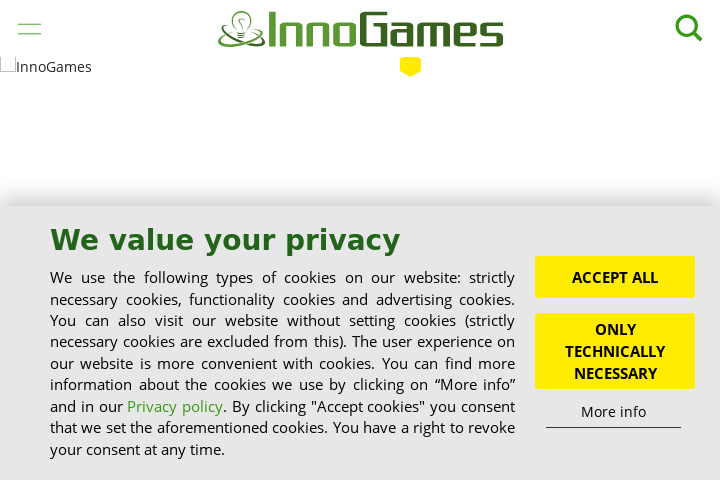 InnoGames
InnoGames
We value your privacy
We use the following types of cookies on our website: strictly
necessary cookies, functionality cookies and advertising cookies.
You can also visit our website without setting cookies (strictly
necessary cookies are excluded from this). The user experience on
our website is more convenient with cookies. You can find more
information about the cookies we use by clicking on “More info”
and in our Privacy policy. By clicking "Accept cookies" you consent
that we set the aforementioned cookies. You have a right to revoke
your consent at any time.
ACCEPT ALL
ONLY
TECHNICALLY
NECESSARY
More info